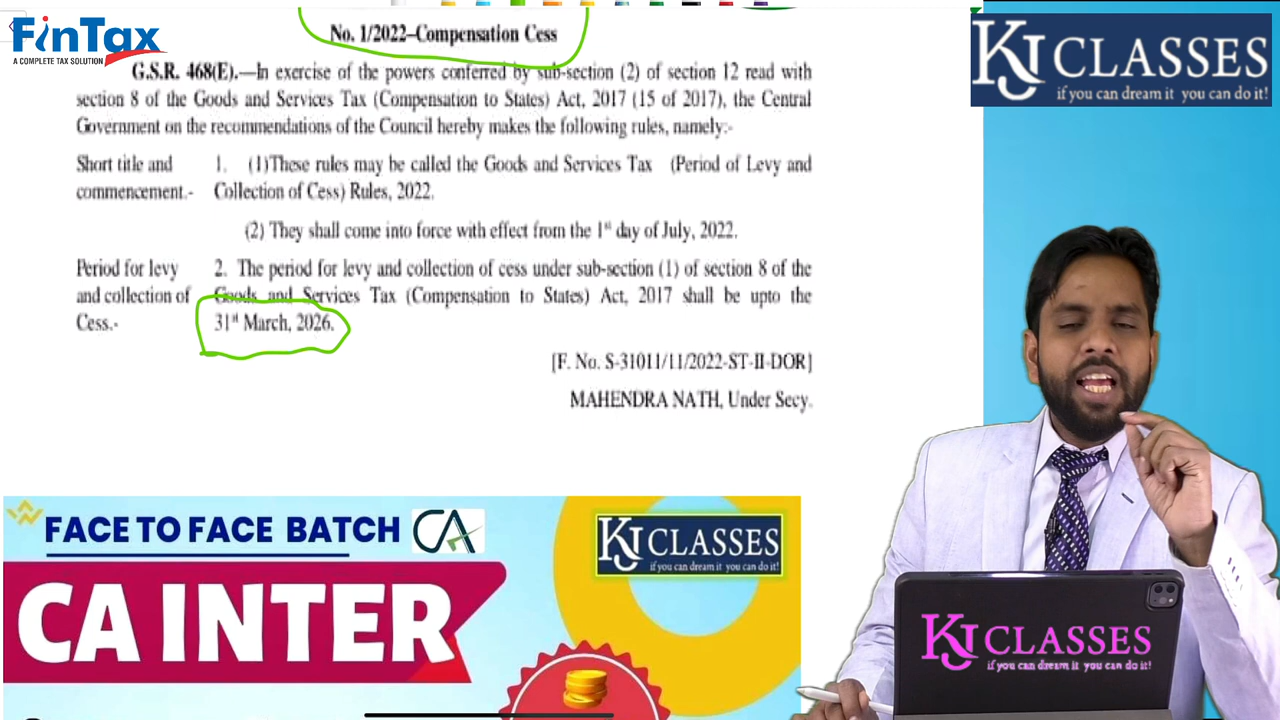 FinTax
A COMPLETE TAX SOLUTION
No. 1/2022–Compensation Cess
G.S.R. 468(E).—In exercise of the powers conferred by sub-section (2) of section 12 read with
section 8 of the Goods and Services Tax (Compensation to States) Act, 2017 (15 of 2017), the Central
Government on the recommendations of the Council hereby makes the following rules, namely:-
Short title and 1. (1)These rules may be called the Goods and Services Tax (Period of Levy and
commencement.- Collection of Cess) Rules, 2022.
(2) They shall come into force with effect from the 1st day of July, 2022.
Period for levy 2. The period for levy and collection of cess under sub-section (1) of section 8 of the
and collection of Goods and Services Tax (Compensation to States) Act, 2017 shall be upto the
Cess.- 31st March, 2026.
[F. No. S-31011/11/2022-ST-II-DOR]
MAHENDRA NATH, Under Secy.
KJ CLASSES
if you can dream it you can do it!
FACE TO FACE BATCH CA
KJ CLASSES
if you can dream it you can do it!
CA INTER
KJ CLASSES
if you can dream it you can do it!